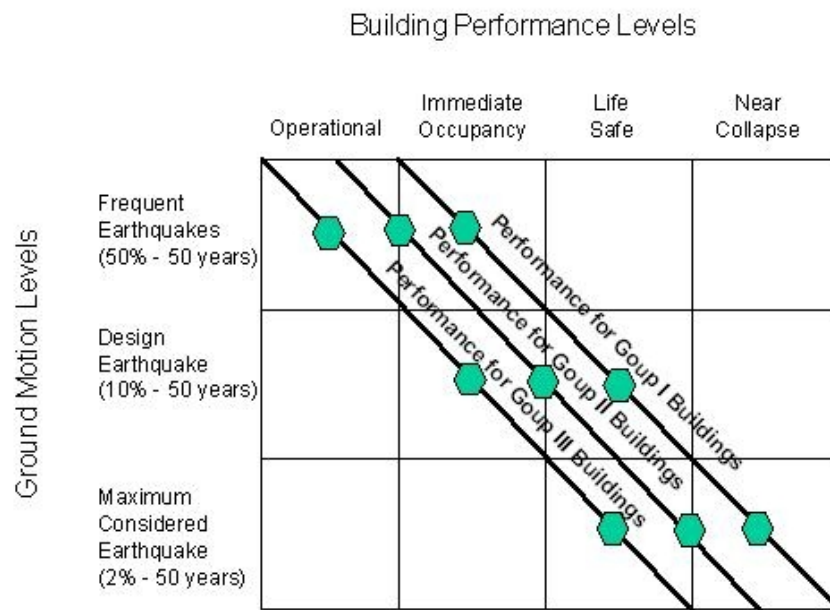 Building Performance Levels
Operational
Immediate
Occupancy
Life
Safe
Near
Collapse
Ground Motion Levels
Frequent
Earthquakes
(50% - 50 years)
Design
Earthquake
(10% - 50 years)
Maximum
Considered
Earthquake
(2% - 50 years)
Performance for Goup I Buildings
Performance for Goup II Buildings
Performance for Goup III Buildings